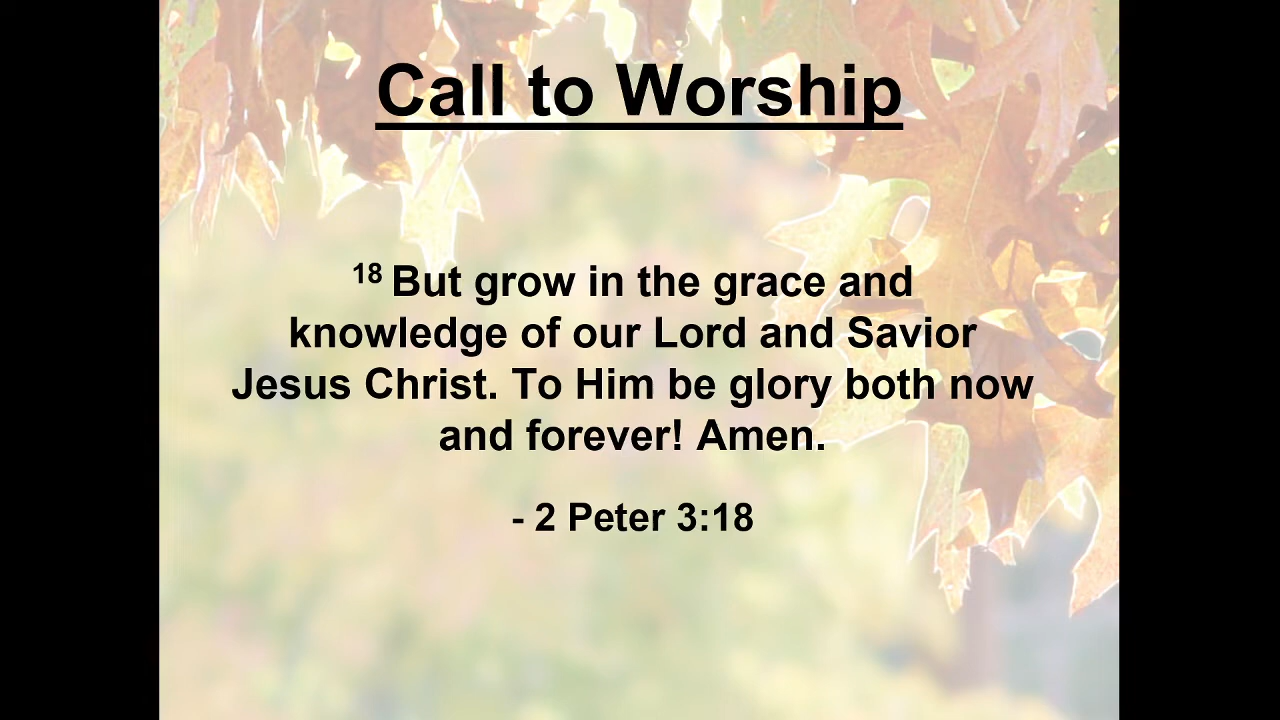 Call to Worship
18 But grow in the grace and
knowledge of our Lord and Savior
Jesus Christ. To Him be glory both now
and forever! Amen.
- 2 Peter 3:18